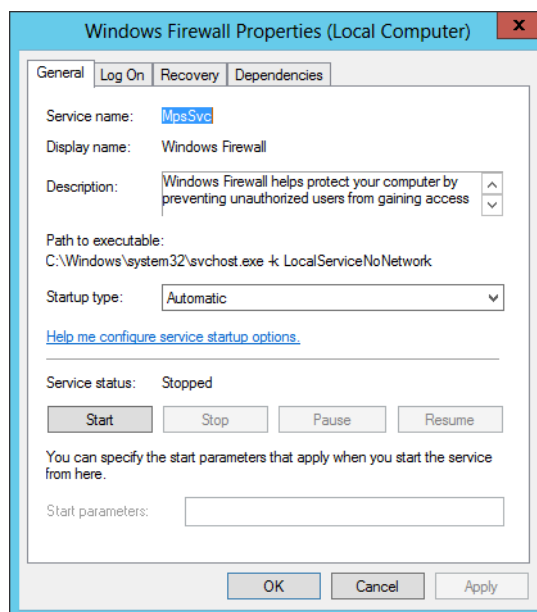 Windows Firewall Properties (Local Computer)
x
General Log On Recovery Dependencies
Service name: MpsSvc
Display name: Windows Firewall
Description: Windows Firewall helps protect your computer by
preventing unauthorized users from gaining access
Path to executable:
C:\Windows\system32\svchost.exe -k LocalServiceNoNetwork
Startup type: Automatic
Help me configure service startup options.
Service status: Stopped
Start Stop Pause Resume
You can specify the start parameters that apply when you start the service
from here.
Start parameters:
OK Cancel Apply